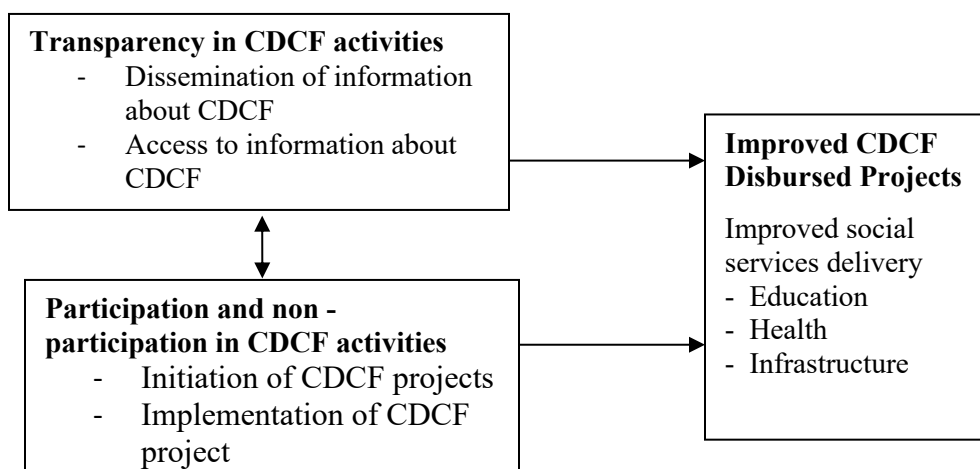 Transparency in CDCF activities
- Dissemination of information
about CDCF
- Access to information about
CDCF
Participation and non -
participation in CDCF activities
- Initiation of CDCF projects
- Implementation of CDCF
project
Improved CDCF
Disbursed Projects
Improved social
services delivery
- Education
- Health
- Infrastructure